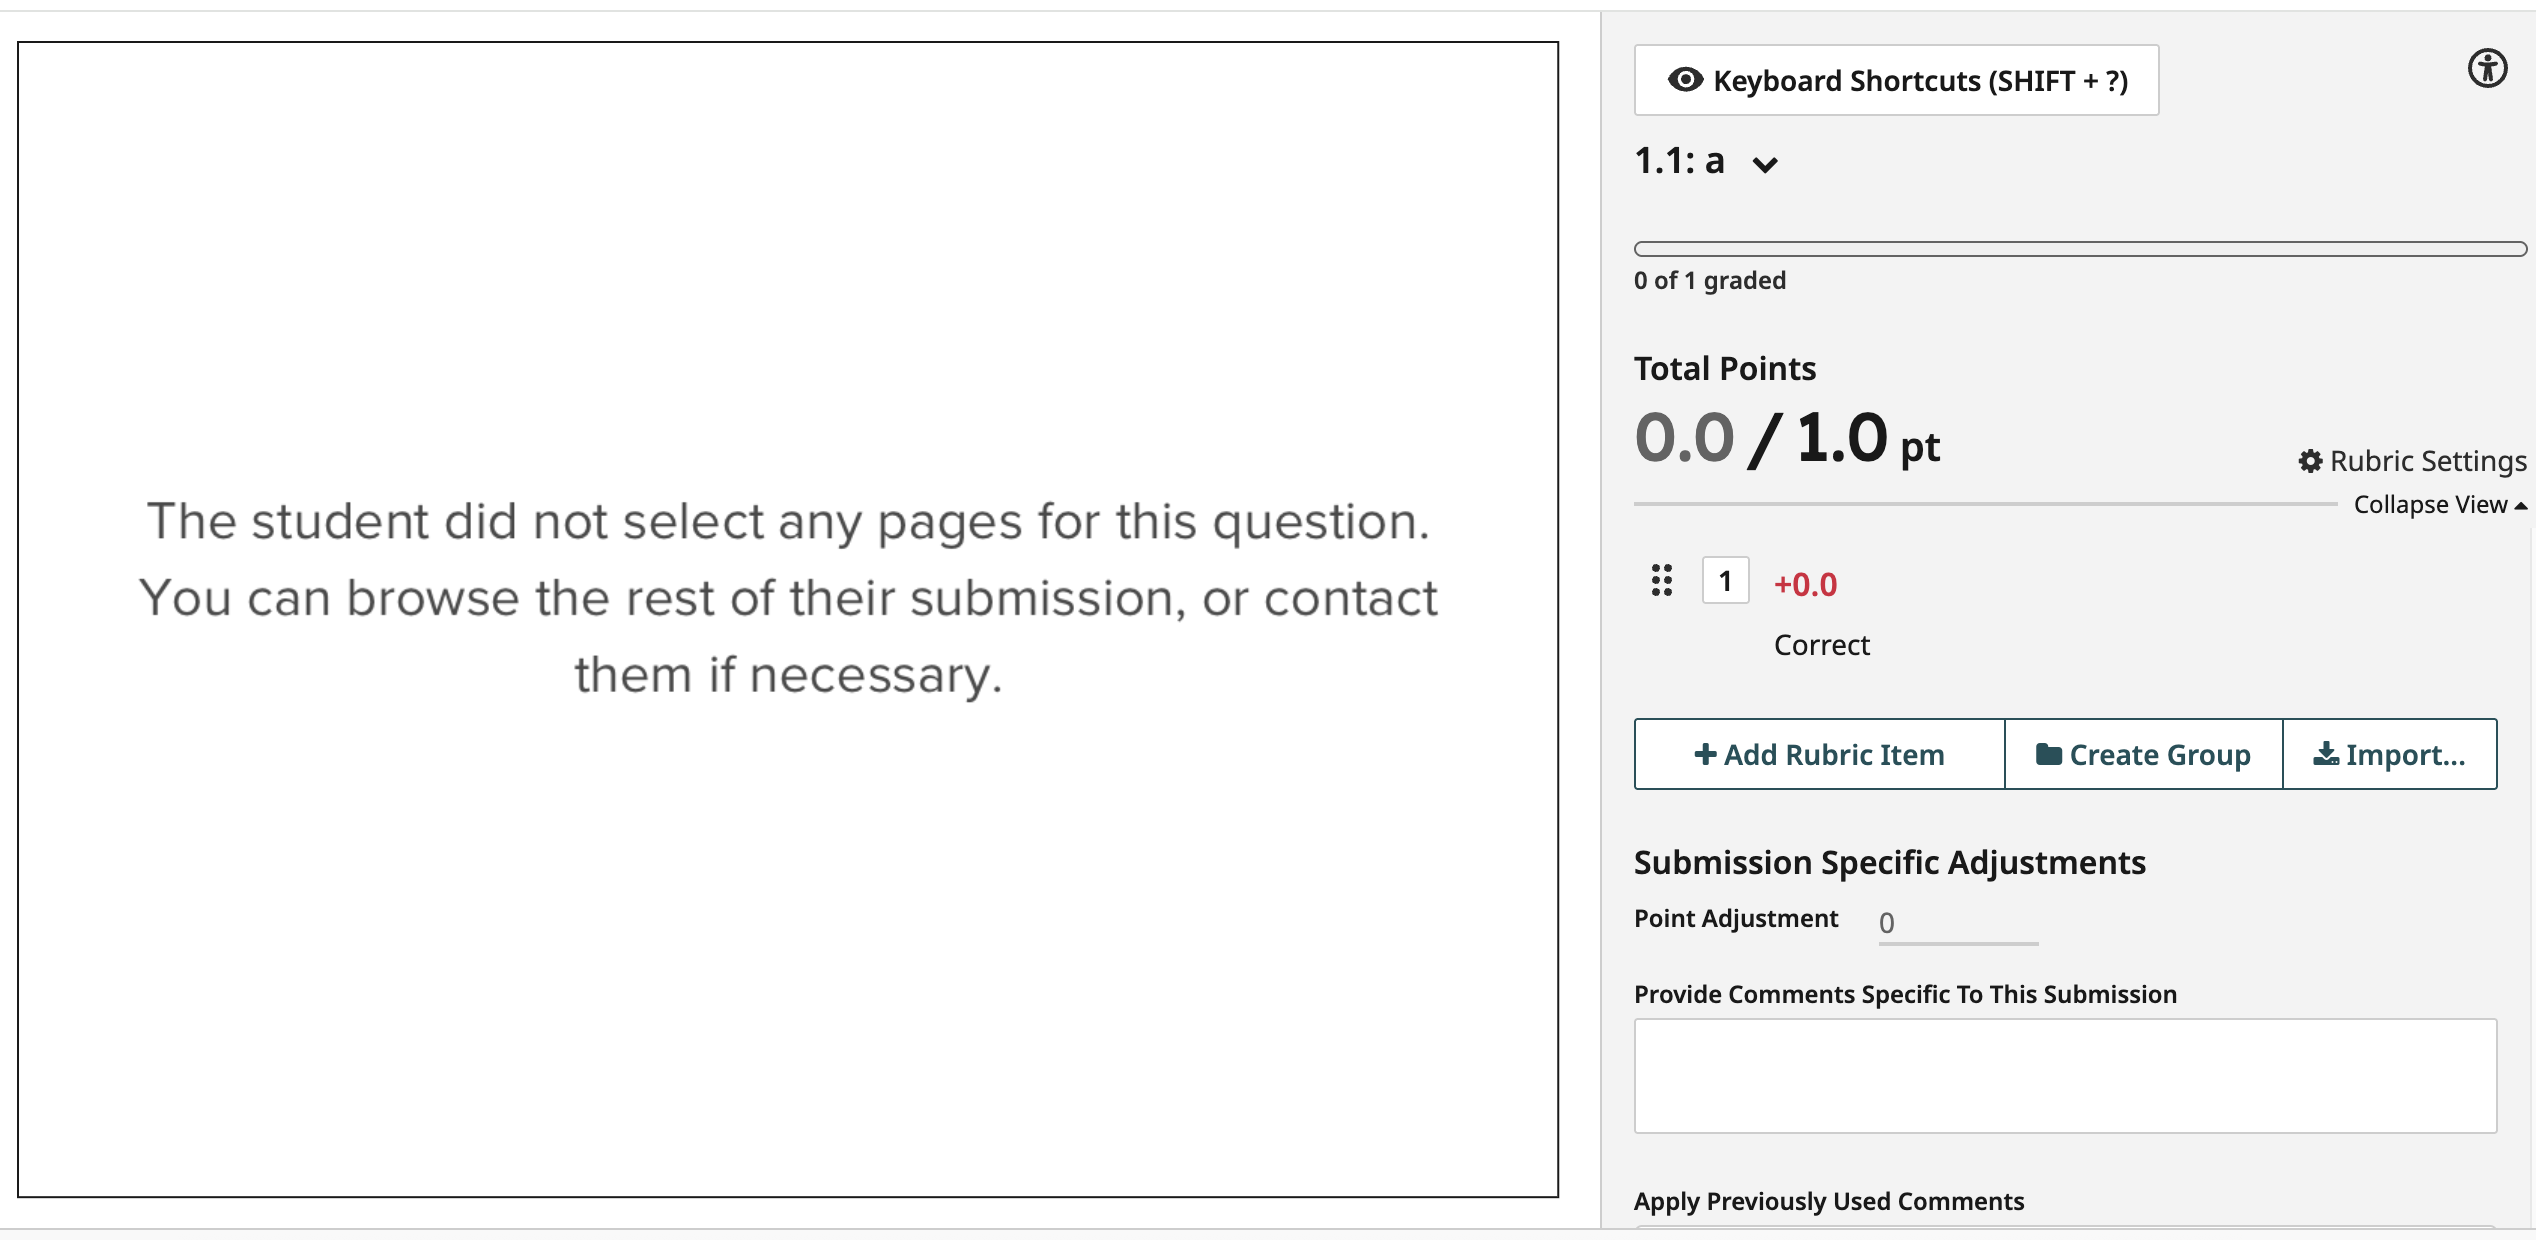 The student did not select any pages for this question.
You can browse the rest of their submission, or contact
them if necessary.
Keyboard Shortcuts (SHIFT + ?)
1.1: a
0 of 1 graded
Total Points
0.0 / 1.0 pt
Rubric Settings
Collapse View
1 +0.0
Correct
Add Rubric Item Create Group Import...
Submission Specific Adjustments
Point Adjustment 0
Provide Comments Specific To This Submission
Apply Previously Used Comments